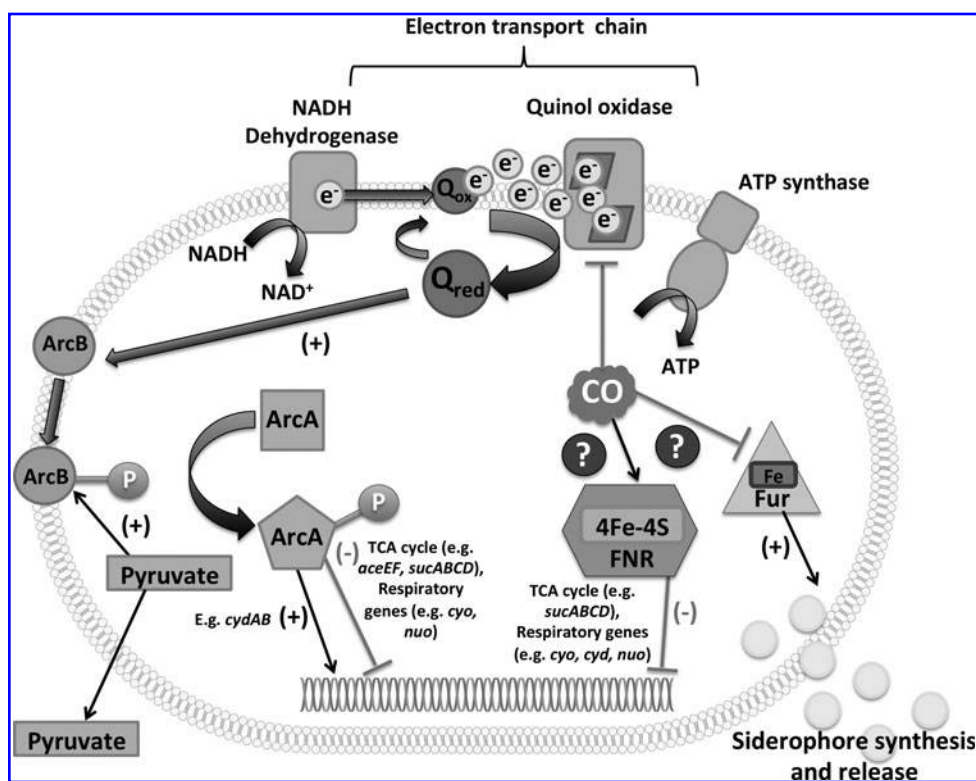 Electron transport chain
NADH
Dehydrogenase
Quinol oxidase
ATP synthase
e⁻
Qox
e⁻
e⁻
e⁻
e⁻
e⁻
e⁻
e⁻
e⁻
e⁻
e⁻
NADH
NAD⁺
Qred
(+)
ATP
ArcB
CO
ArcA
?
?
ArcB
P
P
Fe
Fur
(+)
ArcA
(-)
TCA cycle (e.g.
aceEF, sucABCD),
Respiratory
genes (e.g. cyo,
nuo)
4Fe-4S
FNR
(+)
Pyruvate
E.g. cydAB (+)
TCA cycle (e.g.
sucABCD),
Respiratory genes
(e.g. cyo, cyd, nuo)
(-)
Pyruvate
Siderophore synthesis
and release